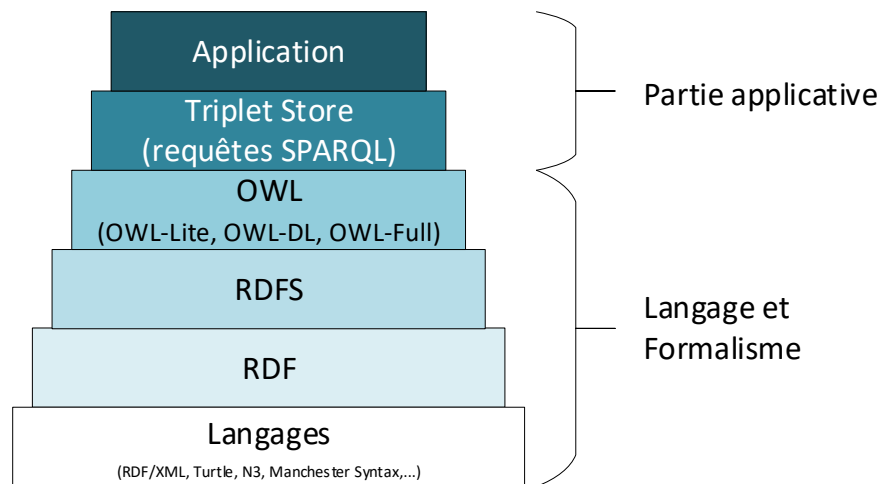 Application
Triplet Store
(requêtes SPARQL)
OWL
(OWL-Lite, OWL-DL, OWL-Full)
RDFS
RDF
Langages
(RDF/XML, Turtle, N3, Manchester Syntax,...)
Partie applicative
Langage et
Formalisme